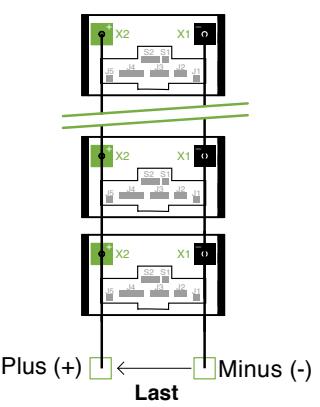 + X2 X1 -
S2 S1
J5 J4 J3 J2 J1
+ X2 X1 -
S2 S1
J5 J4 J3 J2 J1
+ X2 X1 -
S2 S1
J5 J4 J3 J2 J1
Plus (+) Minus (-)
Last